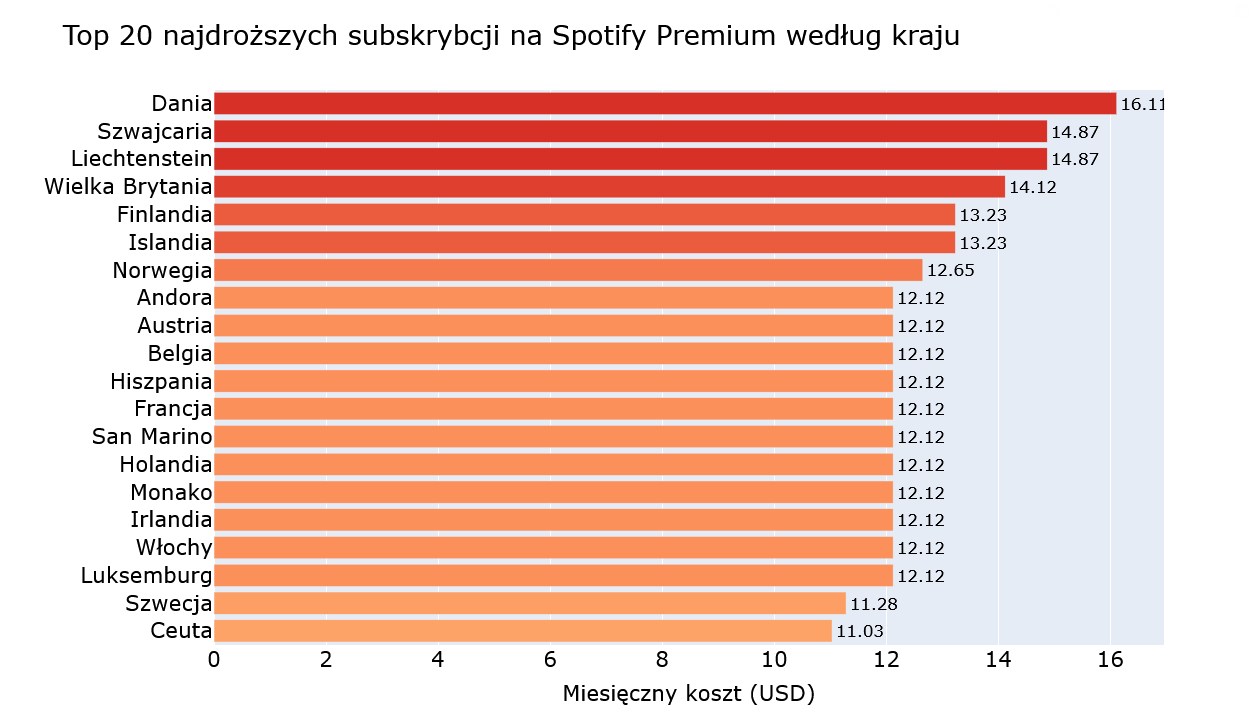 Top 20 najdroższych subskrybcji na Spotify Premium według kraju
Dania 16.11
Szwajcaria 14.87
Liechtenstein 14.87
Wielka Brytania 14.12
Finlandia 13.23
Islandia 13.23
Norwegia 12.65
Andora 12.12
Austria 12.12
Belgia 12.12
Hiszpania 12.12
Francja 12.12
San Marino 12.12
Holandia 12.12
Monako 12.12
Irlandia 12.12
Włochy 12.12
Luksemburg 12.12
Szwecja 11.28
Ceuta 11.03
0 2 4 6 8 10 12 14 16
Miesięczny koszt (USD)